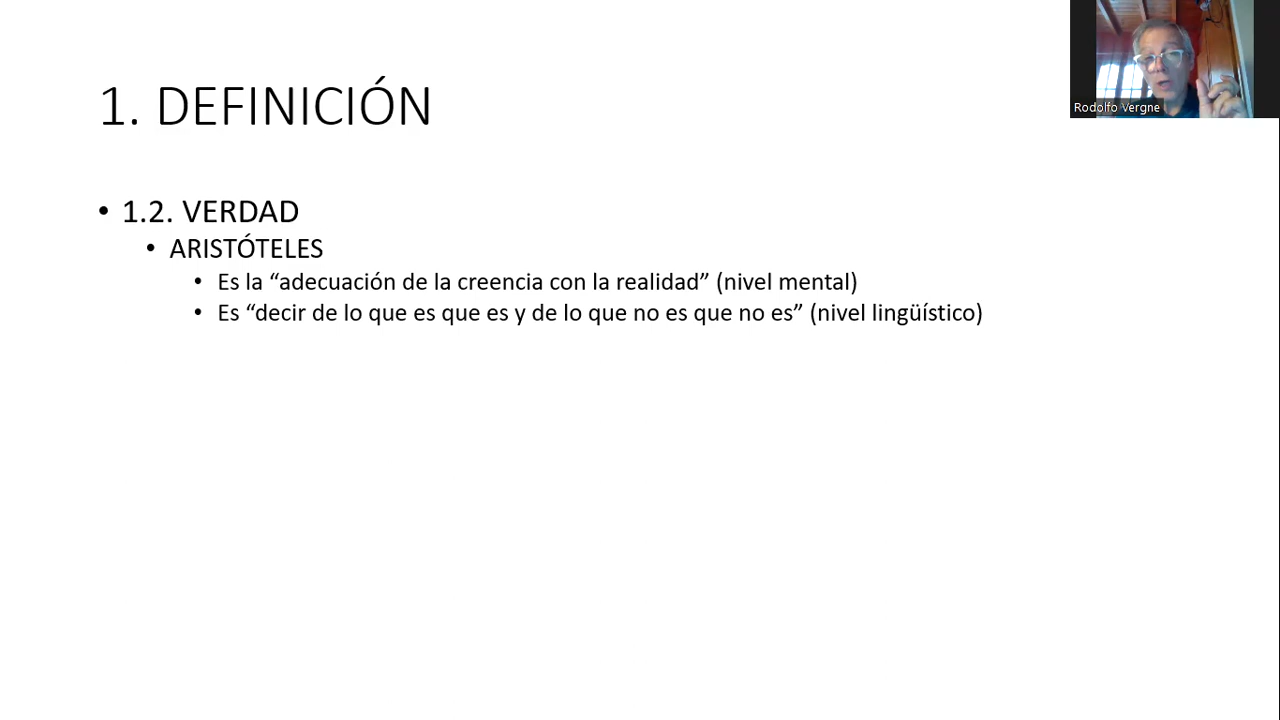 1. DEFINICIÓN
Rodolfo Vergne
• 1.2. VERDAD
• ARISTÓTELES
• Es la “adecuación de la creencia con la realidad” (nivel mental)
• Es “decir de lo que es que es y de lo que no es que no es” (nivel lingüístico)